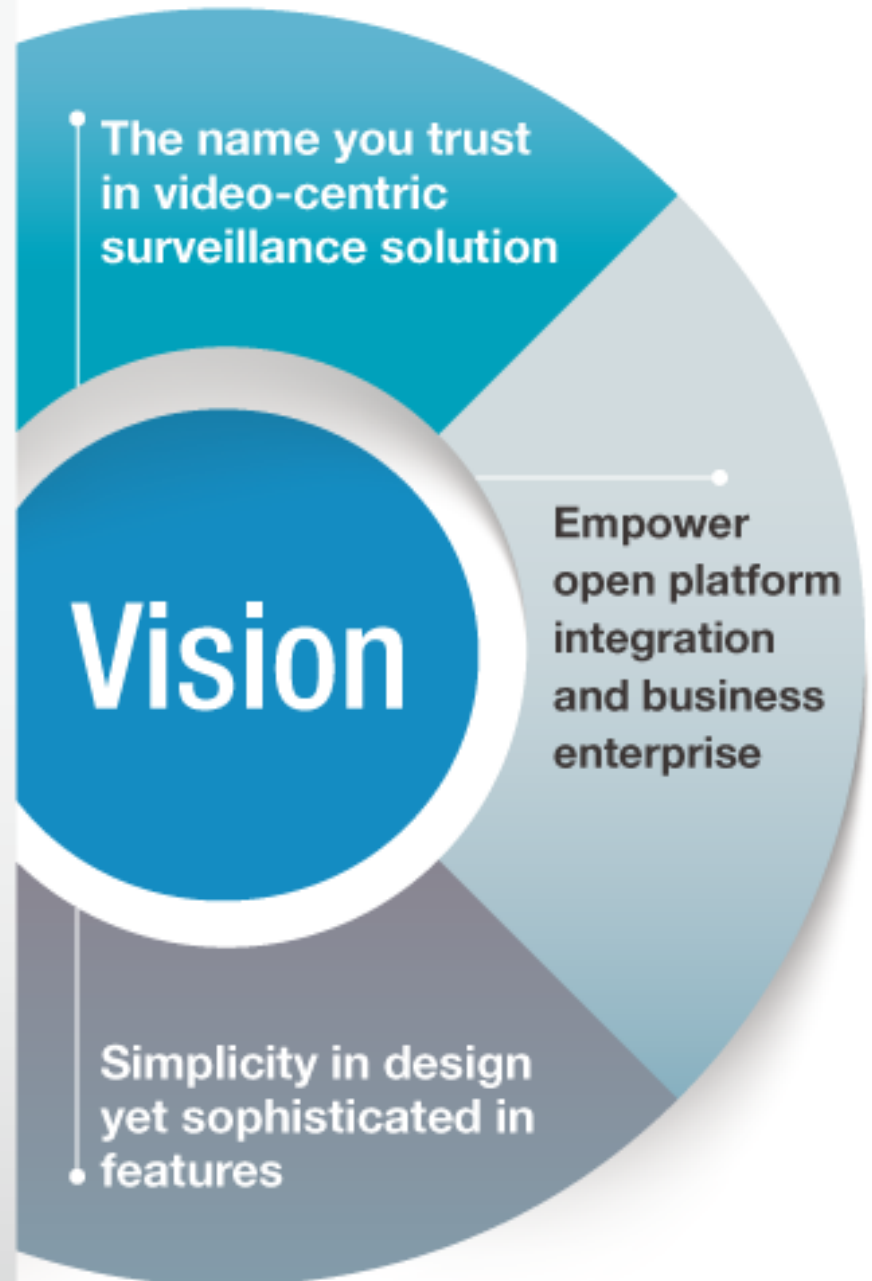 The name you trust
in video-centric
surveillance solution
Vision
Empower
open platform
integration
and business
enterprise
Simplicity in design
yet sophisticated in
features